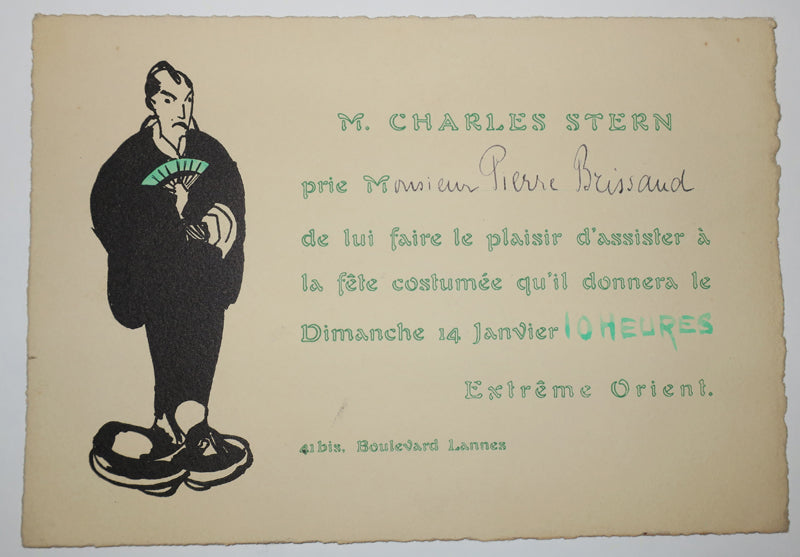 M. CHARLES STERN
prie Monsieur Pierre Brissaud
de lui faire le plaisir d'assister à
la fête costumée qu'il donnera le
Dimanche 14 Janvier 10 HEURES
Extrême Orient.
41 bis. Boulevard Lannes